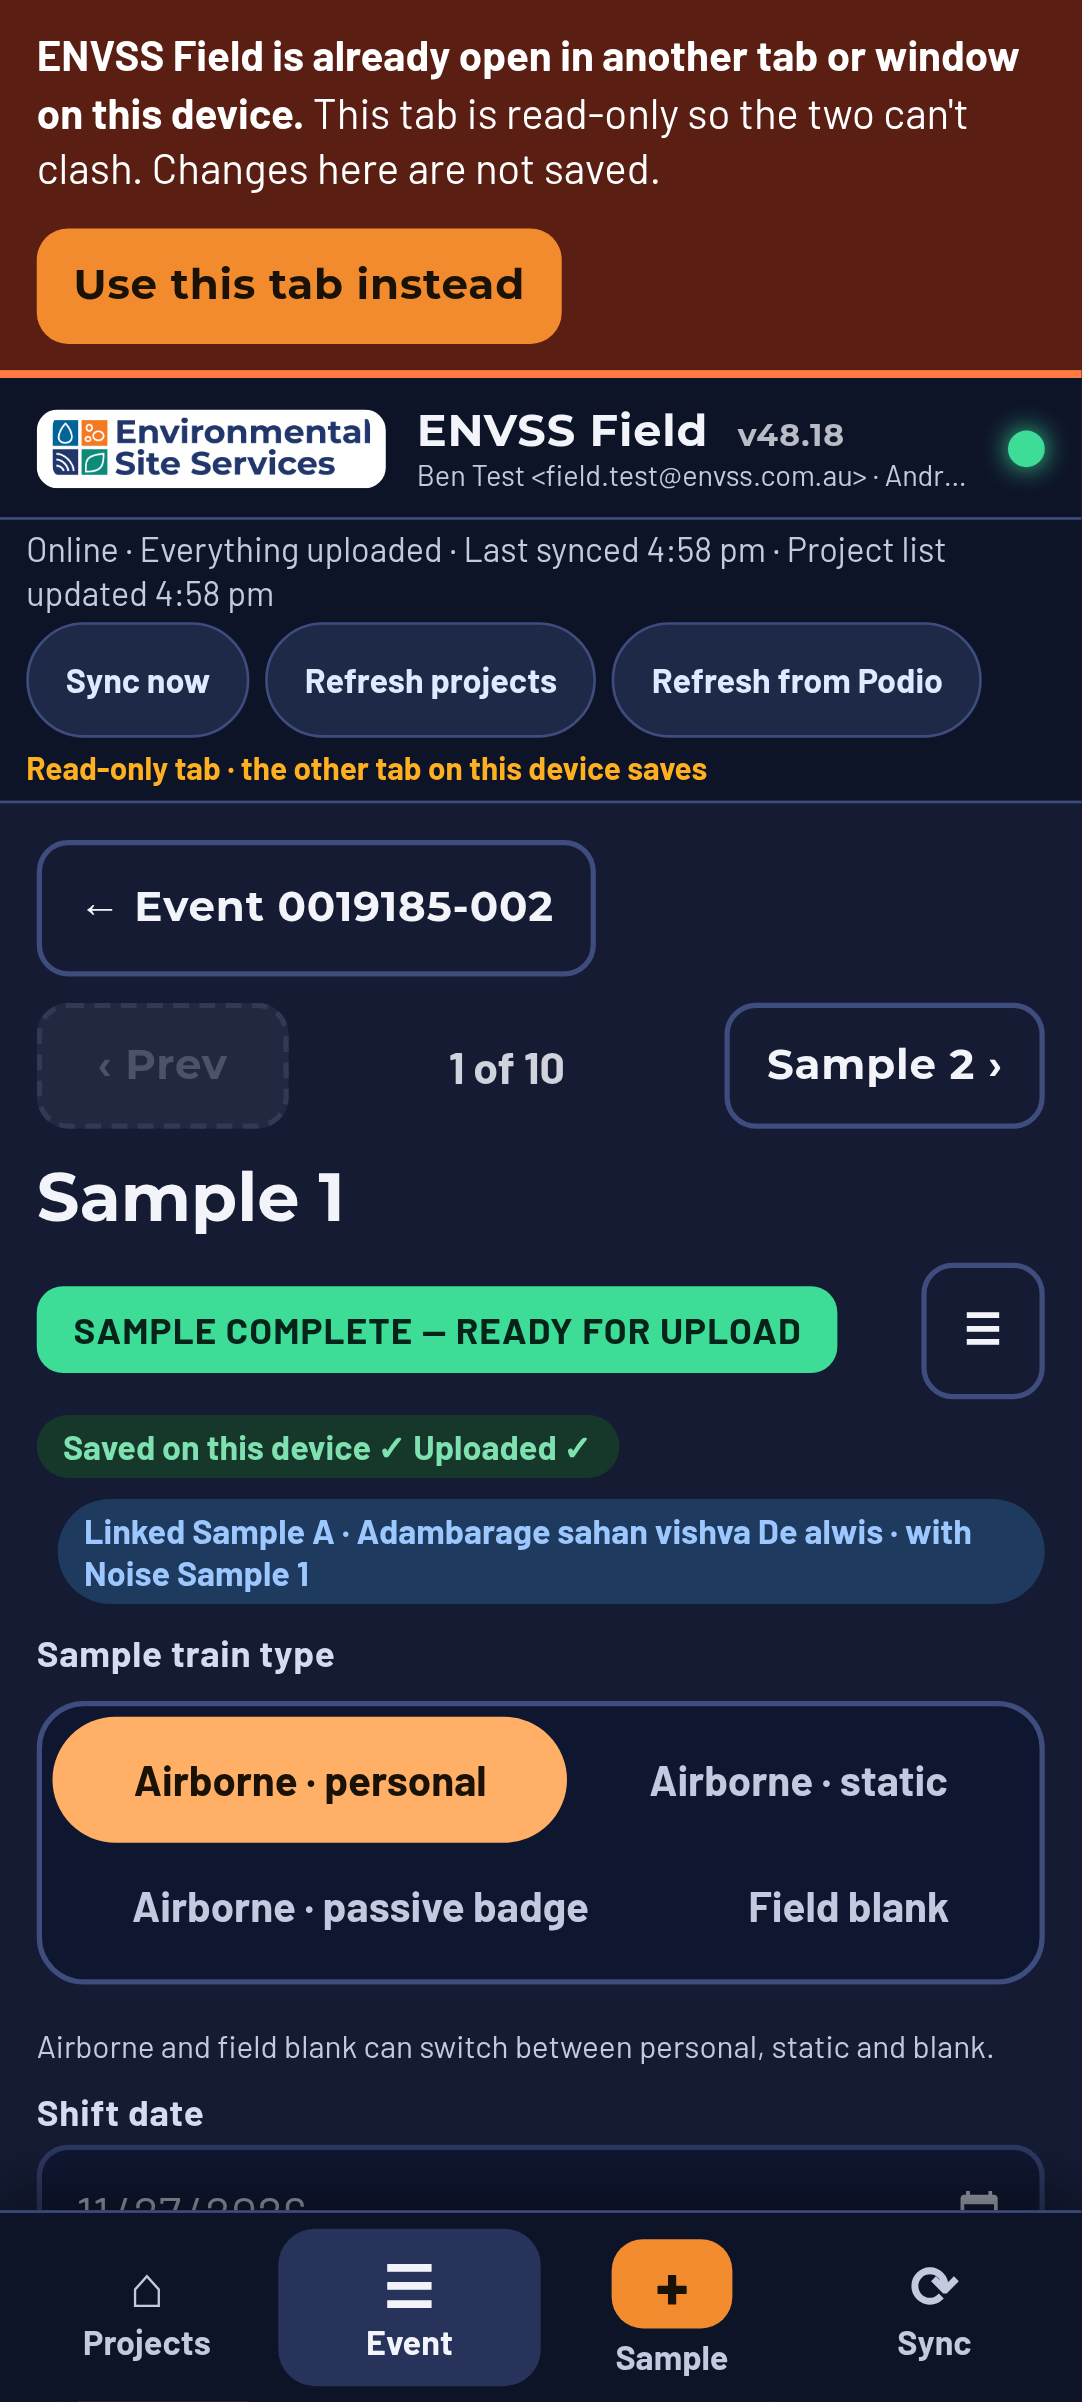 ENVSS Field is already open in another tab or window
on this device. This tab is read-only so the two can't
clash. Changes here are not saved.
Use this tab instead
Environmental
Site Services
ENVSS Field v48.18
Ben Test <field.test@envss.com.au> · Andr...
Online · Everything uploaded · Last synced 4:58 pm · Project list
updated 4:58 pm
Sync now
Refresh projects
Refresh from Podio
Read-only tab · the other tab on this device saves
← Event 0019185-002
‹ Prev
1 of 10
Sample 2 ›
Sample 1
SAMPLE COMPLETE – READY FOR UPLOAD
Saved on this device ✓ Uploaded ✓
Linked Sample A · Adambarage sahan vishva De alwis · with
Noise Sample 1
Sample train type
Airborne · personal
Airborne · static
Airborne · passive badge
Field blank
Airborne and field blank can switch between personal, static and blank.
Shift date
Projects
Event
Sample
Sync